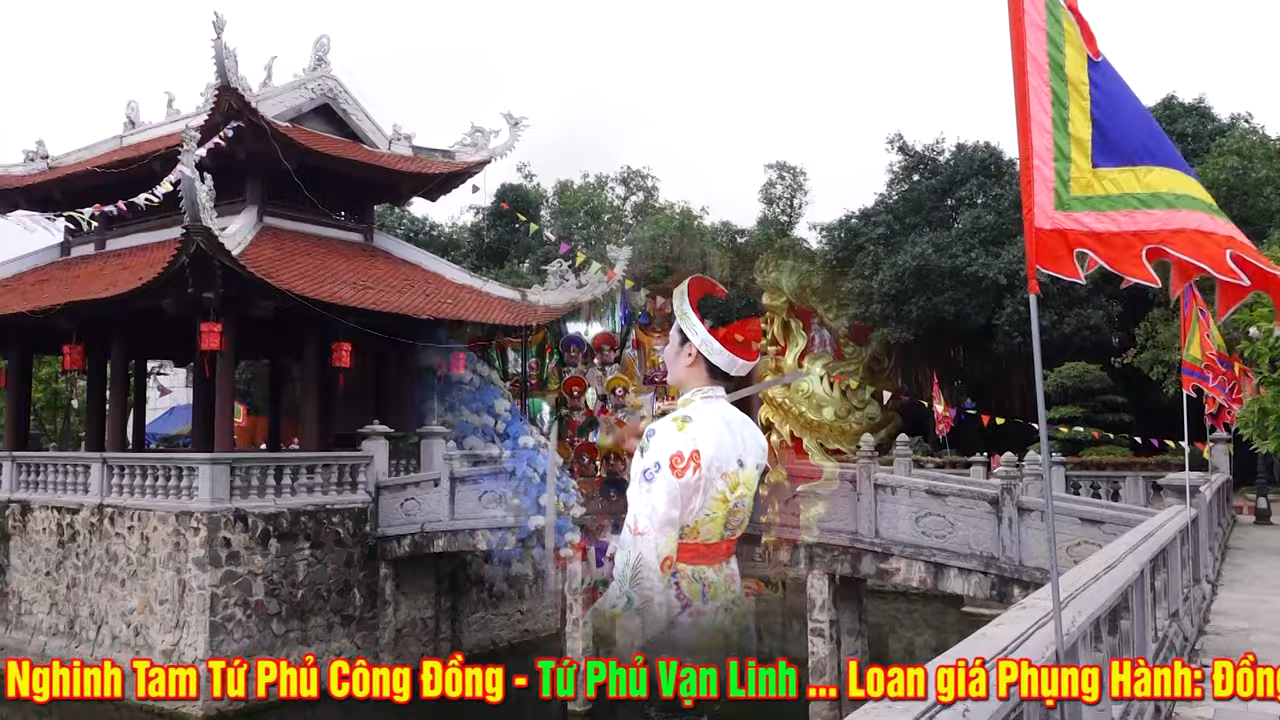 Nghinh Tam Tứ Phủ Công Đồng - Tứ Phủ Vạn Linh ... Loan giá Phụng Hành: Đồng